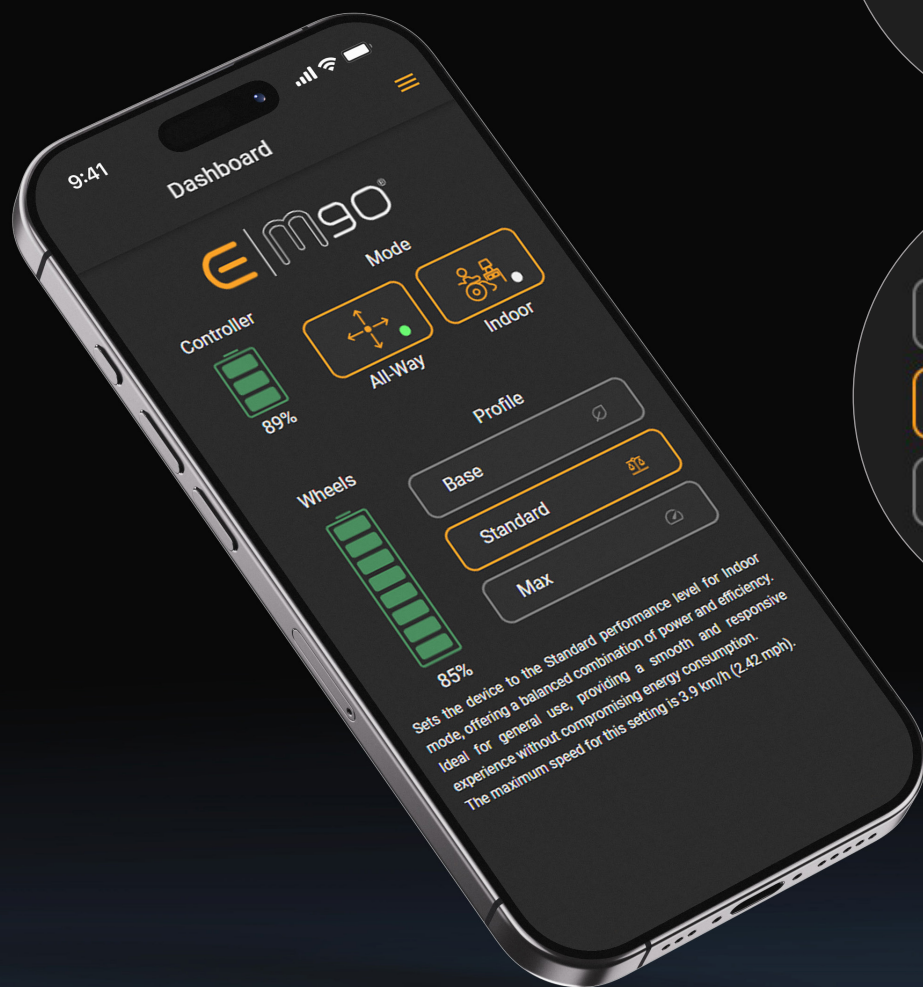 9:41
Dashboard
elmgo®
Mode
All-Way
Indoor
Controller
89%
Profile
Base
Standard
Max
Wheels
85%
Sets the device to the Standard performance level for Indoor
mode, offering a balanced combination of power and efficiency.
Ideal for general use, providing a smooth and responsive
experience without compromising energy consumption.
The maximum speed for this setting is 3,9 km/h (2.42 mph).